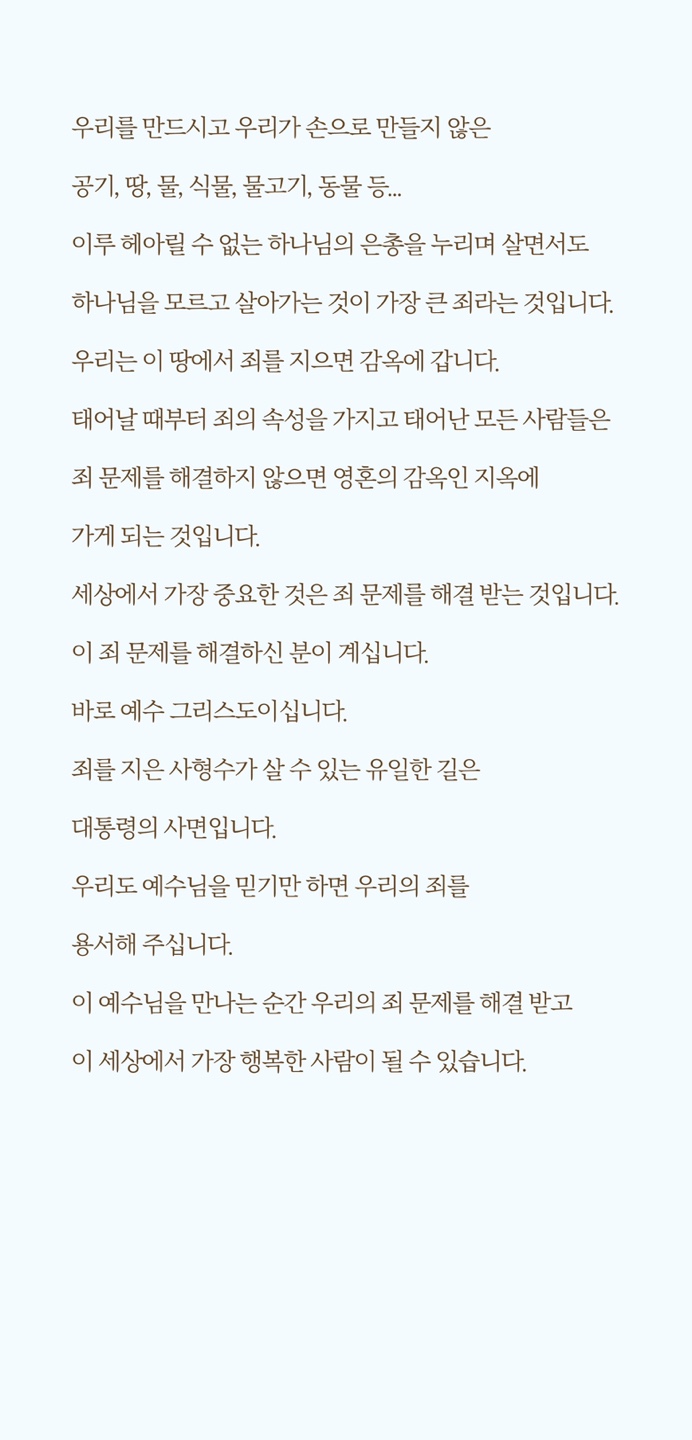 우리를 만드시고 우리가 손으로 만들지 않은
공기, 땅, 물, 식물, 물고기, 동물 등...
이루 헤아릴 수 없는 하나님의 은총을 누리며 살면서도
하나님을 모르고 살아가는 것이 가장 큰 죄라는 것입니다.
우리는 이 땅에서 죄를 지으면 감옥에 갑니다.
태어날 때부터 죄의 속성을 가지고 태어난 모든 사람들은
죄 문제를 해결하지 않으면 영혼의 감옥인 지옥에
가게 되는 것입니다.
세상에서 가장 중요한 것은 죄 문제를 해결 받는 것입니다.
이 죄 문제를 해결하신 분이 계십니다.
바로 예수 그리스도이십니다.
죄를 지은 사형수가 살 수 있는 유일한 길은
대통령의 사면입니다.
우리도 예수님을 믿기만 하면 우리의 죄를
용서해 주십니다.
이 예수님을 만나는 순간 우리의 죄 문제를 해결 받고
이 세상에서 가장 행복한 사람이 될 수 있습니다.